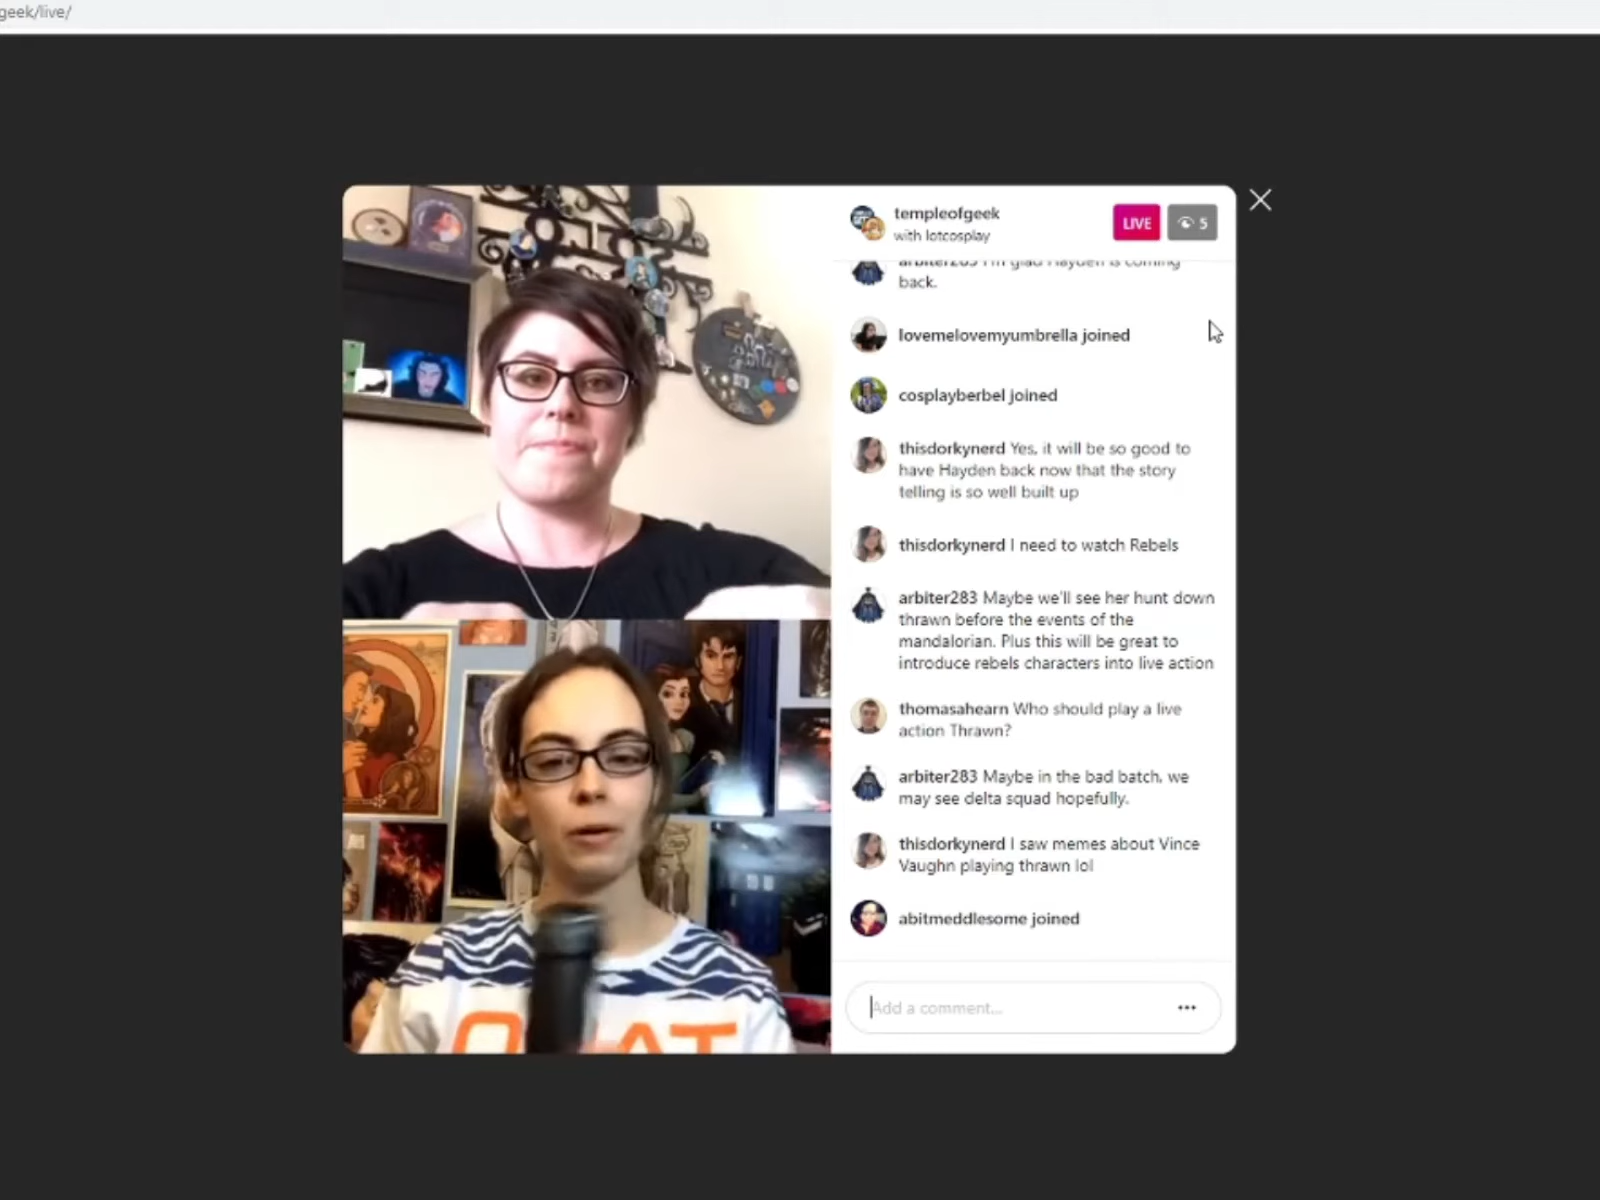 geek/live/
templeofgeek
with lotcosplay
LIVE
5
arbiter283 I'm glad Hayden is coming
back.
lovemelovemyumbrella joined
cosplayberbel joined
thisdorkynerd Yes, it will be so good to
have Hayden back now that the story
telling is so well built up
thisdorkynerd I need to watch Rebels
arbiter283 Maybe we'll see her hunt down
thrawn before the events of the
mandalorian. Plus this will be great to
introduce rebels characters into live action
thomasahearn Who should play a live
action Thrawn?
arbiter283 Maybe in the bad batch, we
may see delta squad hopefully.
thisdorkynerd I saw memes about Vince
Vaughn playing thrawn lol
abitmeddlesome joined
Add a comment...